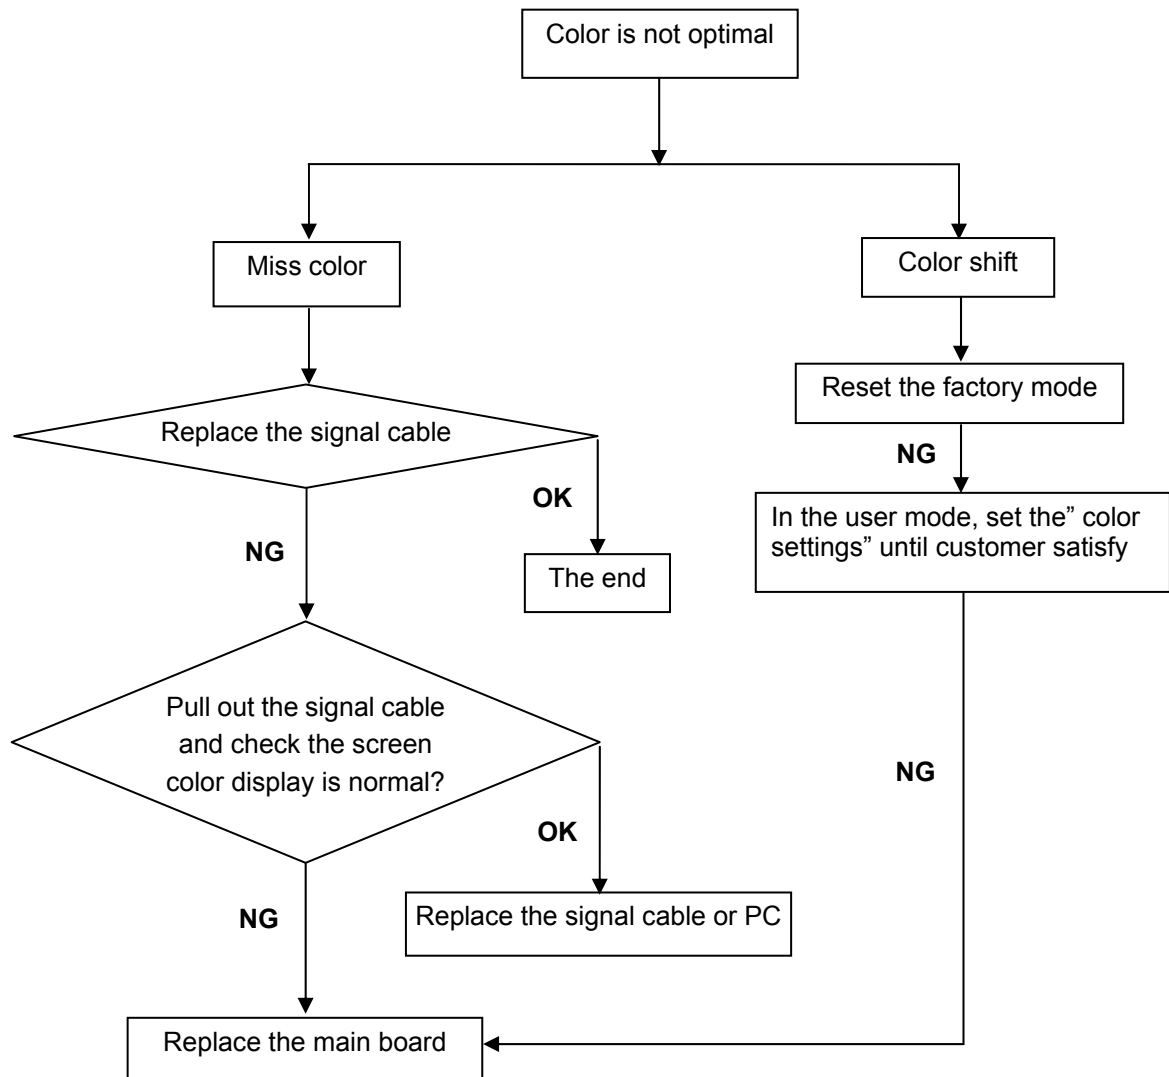 Color is not optimal
Miss color
Color shift
Reset the factory mode
Replace the signal cable
NG
OK
In the user mode, set the” color
settings” until customer satisfy
NG
The end
Pull out the signal cable
and check the screen
color display is normal?
NG
OK
Replace the signal cable or PC
NG
Replace the main board